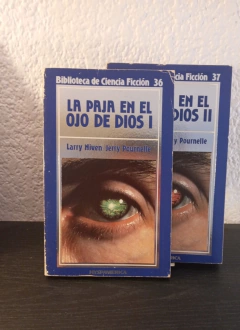 Biblioteca de Ciencia Ficción 36
LA PAJA EN EL
OJO DE DIOS I
Larry Niven Jerry Pournelle
cia Ficción 37
EN EL
DIOS II
y Pournelle